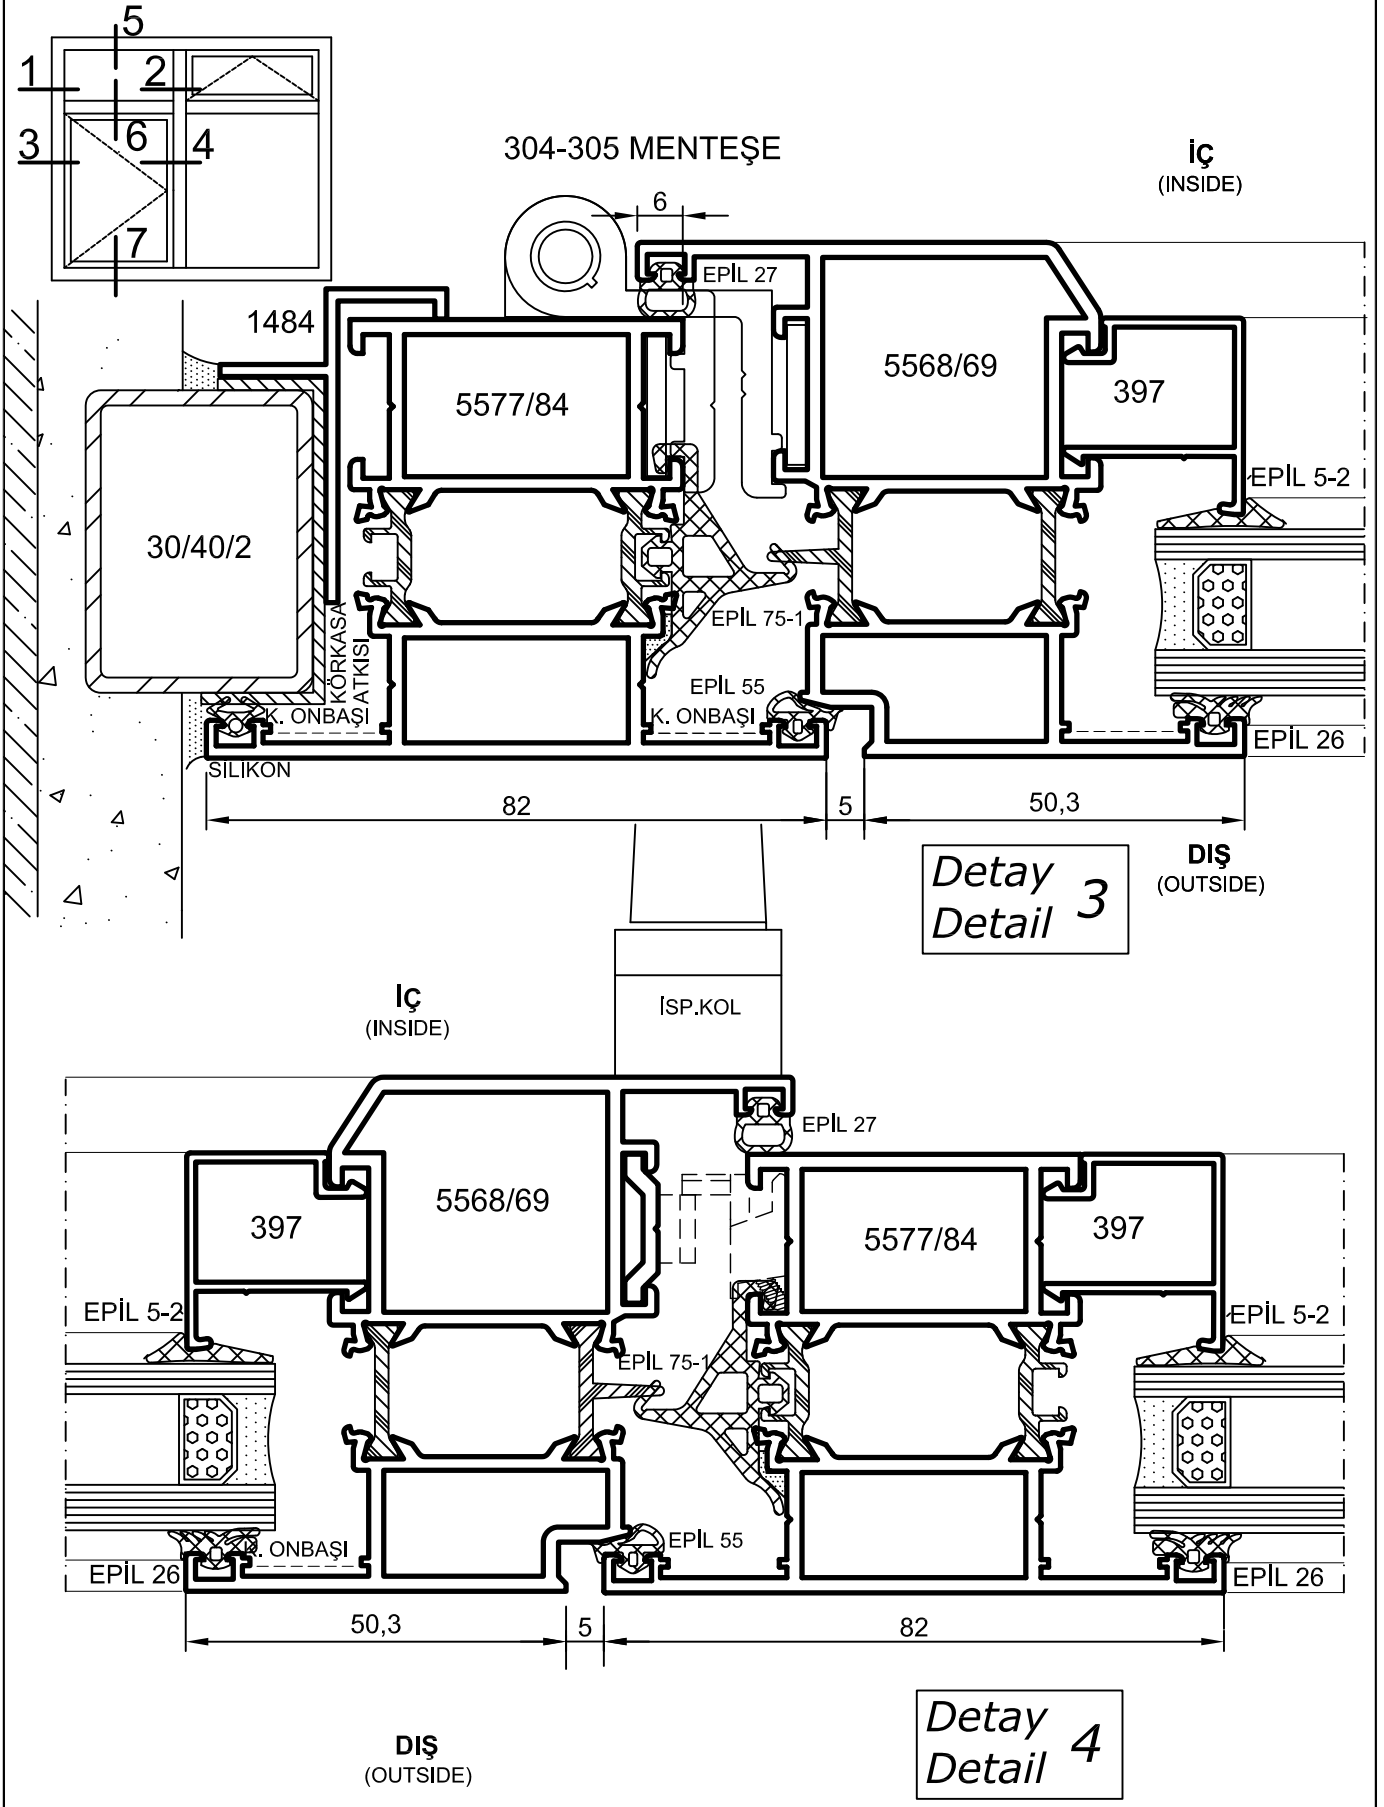 5
1
2
3
6
4
7
304-305 MENTEŞE
İÇ
(INSIDE)
6
EPİL 27
1484
5568/69
5577/84
397
EPİL 5-2
30/40/2
EPİL 75-1
KÖRKASA
ATKISI
EPİL 55
K. ONBAŞI
K. ONBAŞI
EPİL 26
SILIKON
82
5
50,3
DIŞ
(OUTSIDE)
Detay
Detail
3
İÇ
(INSIDE)
İSP.KOL
EPİL 27
5568/69
397
5577/84
397
EPİL 5-2
EPİL 5-2
EPİL 75-1
EPİL 55
K. ONBAŞI
EPİL 26
EPİL 26
50,3
5
82
DIŞ
(OUTSIDE)
Detay
Detail
4